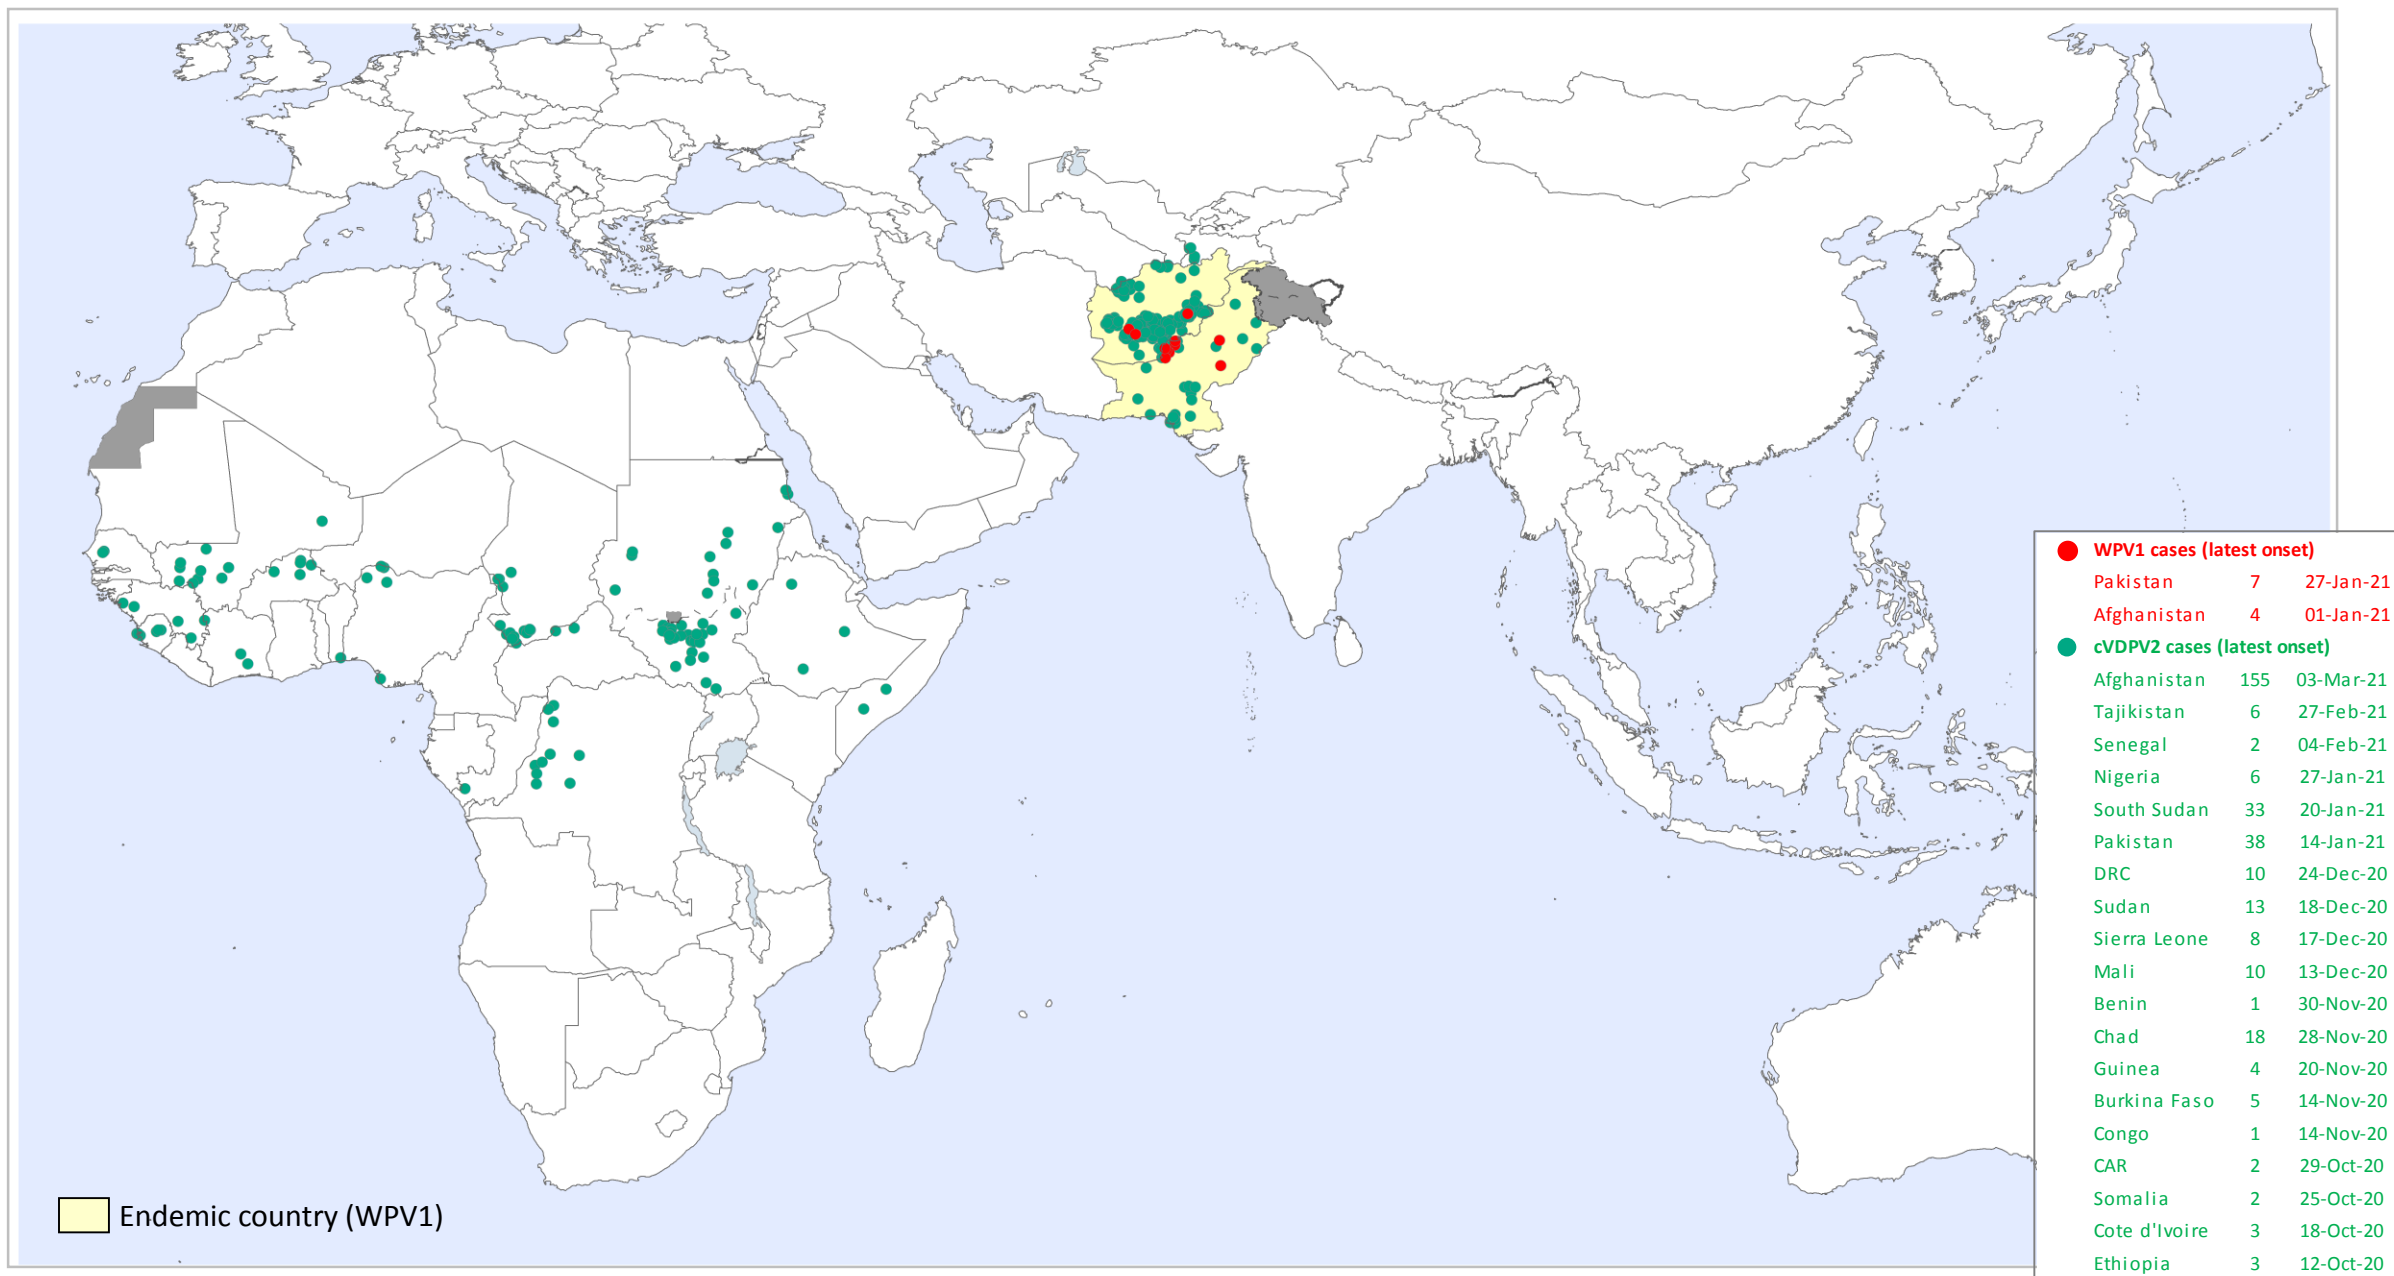 WPV1 cases (latest onset)
Pakistan 7 27-Jan-21
Afghanistan 4 01-Jan-21
cVDPV2 cases (latest onset)
Afghanistan 155 03-Mar-21
Tajikistan 6 27-Feb-21
Senegal 2 04-Feb-21
Nigeria 6 27-Jan-21
South Sudan 33 20-Jan-21
Pakistan 38 14-Jan-21
DRC 10 24-Dec-20
Sudan 13 18-Dec-20
Sierra Leone 8 17-Dec-20
Mali 10 13-Dec-20
Benin 1 30-Nov-20
Chad 18 28-Nov-20
Guinea 4 20-Nov-20
Burkina Faso 5 14-Nov-20
Congo 1 14-Nov-20
CAR 2 29-Oct-20
Somalia 2 25-Oct-20
Cote d'Ivoire 3 18-Oct-20
Ethiopia 3 12-Oct-20
Endemic country (WPV1)